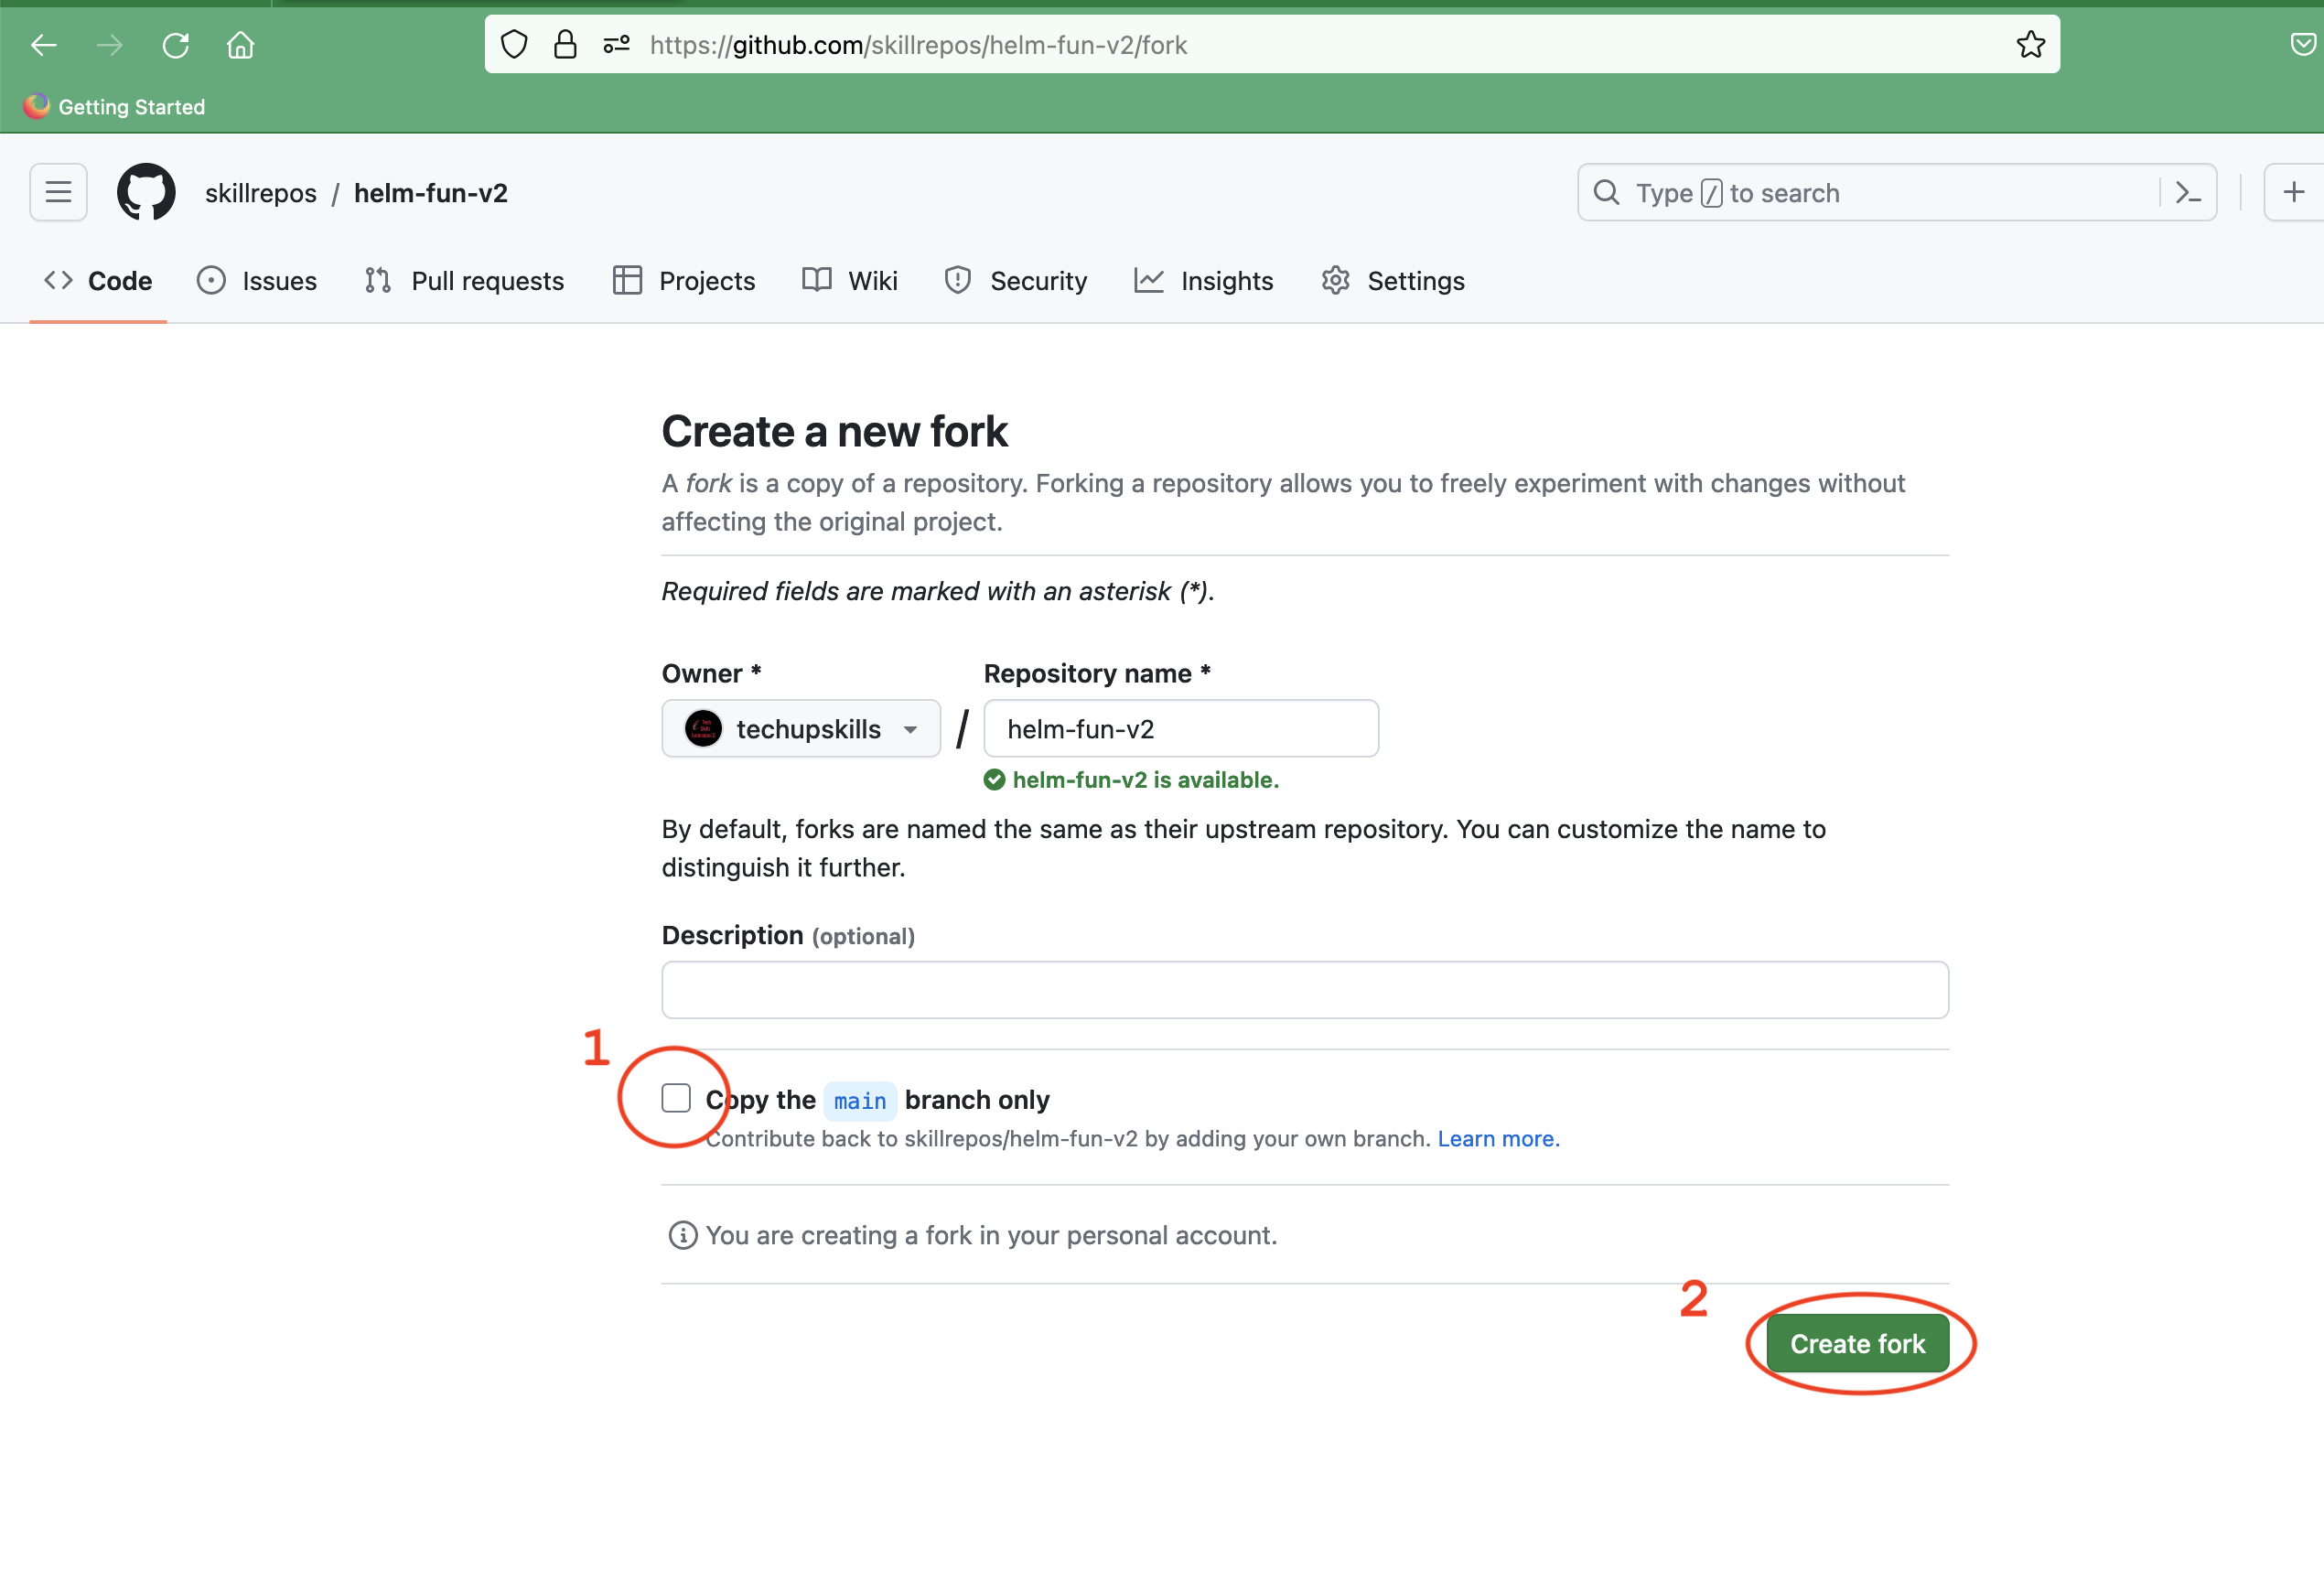 https://github.com/skillrepos/helm-fun-v2/fork
Getting Started
skillrepos / helm-fun-v2
Type / to search
Code Issues Pull requests Projects Wiki Security Insights Settings
Create a new fork
A fork is a copy of a repository. Forking a repository allows you to freely experiment with changes without
affecting the original project.
Required fields are marked with an asterisk (*).
Owner * Repository name *
techupskills / helm-fun-v2
helm-fun-v2 is available.
By default, forks are named the same as their upstream repository. You can customize the name to
distinguish it further.
Description (optional)
1
Copy the main branch only
Contribute back to skillrepos/helm-fun-v2 by adding your own branch. Learn more.
You are creating a fork in your personal account.
2
Create fork